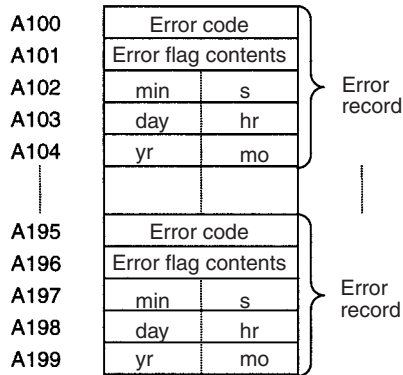 A100 Error code
A101 Error flag contents
A102 min s
A103 day hr
A104 yr mo
Error
record
A195 Error code
A196 Error flag contents
A197 min s
A198 day hr
A199 yr mo
Error
record